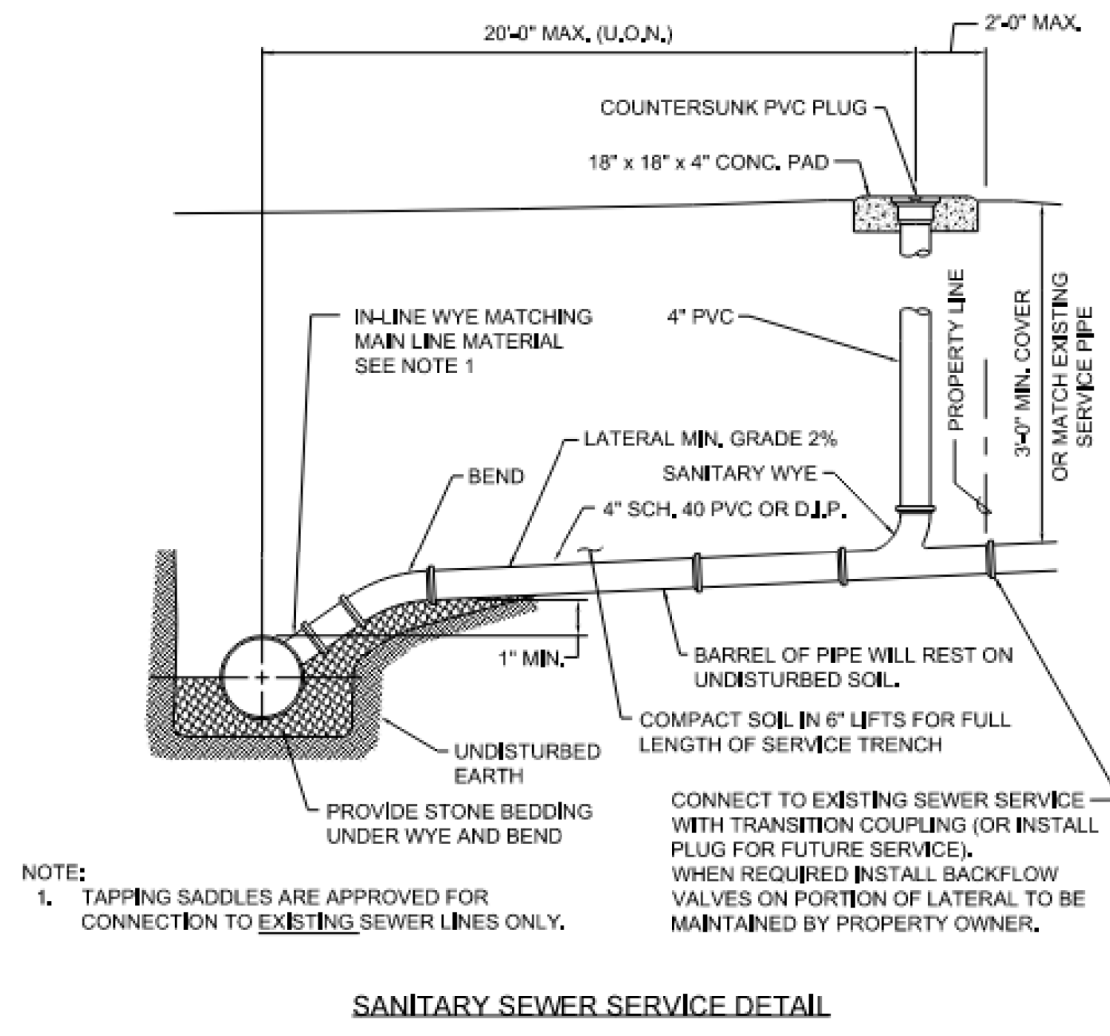 20'-0" MAX. (U.O.N.)
2'-0" MAX.
COUNTERSUNK PVC PLUG
18" x 18" x 4" CONC. PAD
IN-LINE WYE MATCHING
MAIN LINE MATERIAL
SEE NOTE 1
4" PVC
PROPERTY LINE
3'-0" MIN. COVER
OR MATCH EXISTING
SERVICE PIPE
LATERAL MIN. GRADE 2%
BEND
SANITARY WYE
4" SCH. 40 PVC OR D.I.P.
1" MIN.
BARREL OF PIPE WILL REST ON
UNDISTURBED SOIL.
COMPACT SOIL IN 6" LIFTS FOR FULL
LENGTH OF SERVICE TRENCH
UNDISTURBED
EARTH
PROVIDE STONE BEDDING
UNDER WYE AND BEND
CONNECT TO EXISTING SEWER SERVICE
WITH TRANSITION COUPLING (OR INSTALL
PLUG FOR FUTURE SERVICE).
WHEN REQUIRED INSTALL BACKFLOW
VALVES ON PORTION OF LATERAL TO BE
MAINTAINED BY PROPERTY OWNER.
NOTE:
1. TAPPING SADDLES ARE APPROVED FOR
CONNECTION TO EXISTING SEWER LINES ONLY.
SANITARY SEWER SERVICE DETAIL